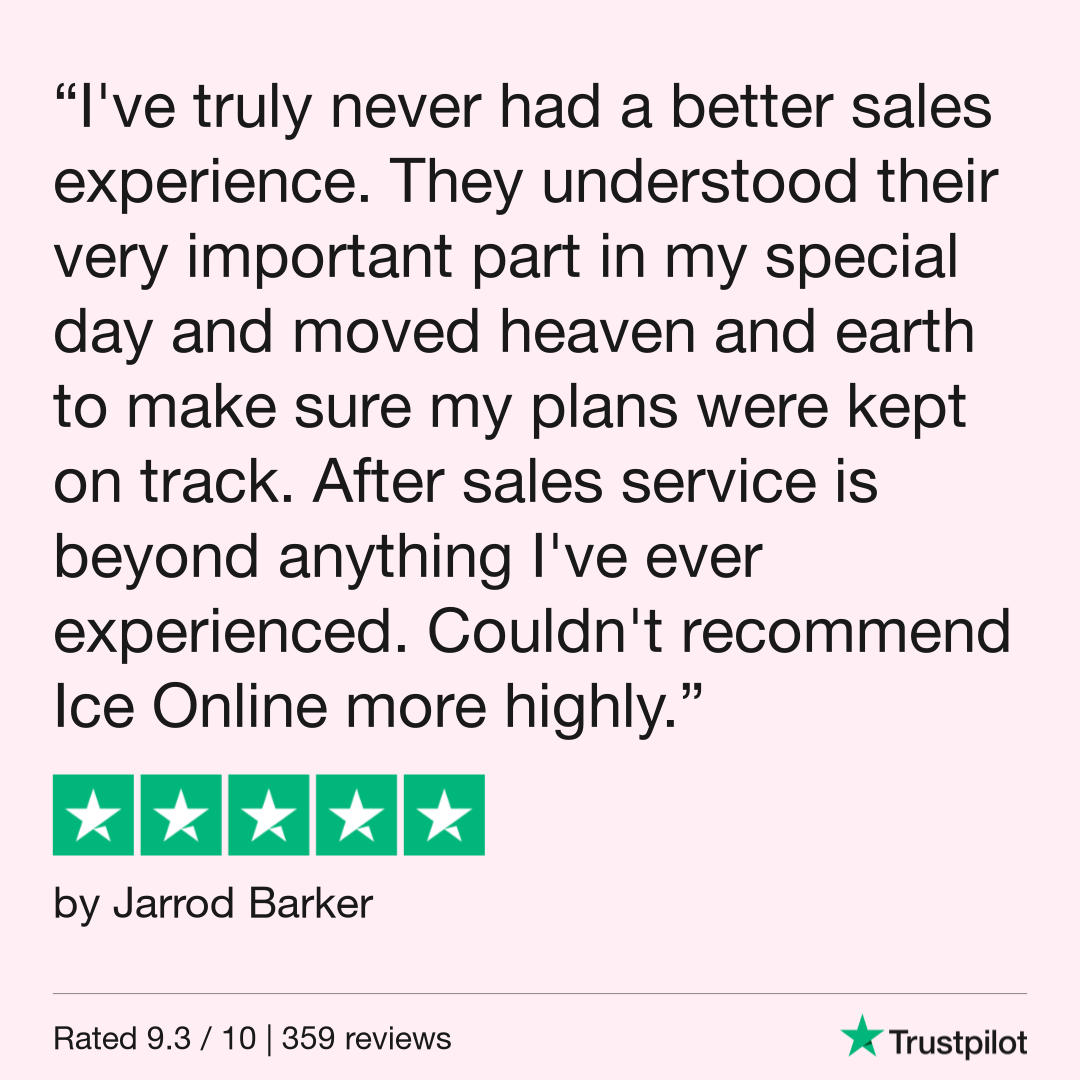 “I've truly never had a better sales
experience. They understood their
very important part in my special
day and moved heaven and earth
to make sure my plans were kept
on track. After sales service is
beyond anything I've ever
experienced. Couldn't recommend
Ice Online more highly.”
by Jarrod Barker
Rated 9.3 / 10 | 359 reviews
Trustpilot